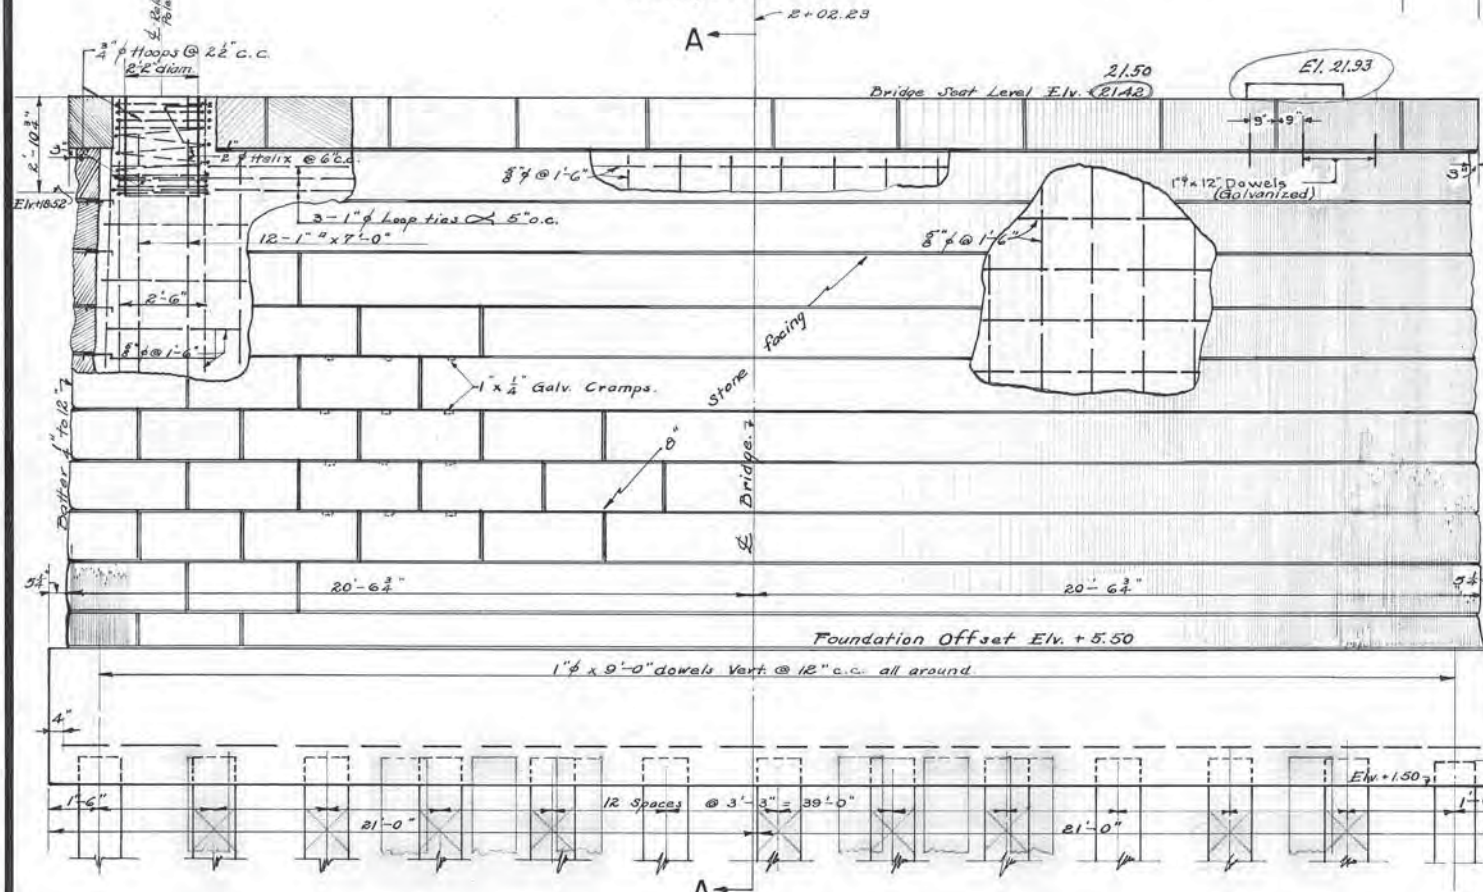 2+02.23
A
3/4" ϕ Hoops @ 2 1/2" c.c.
2'-2" diam.
21.50
El. 21.93
Bridge Seat Level Elv. +21.42
9" 9"
2'-10 3/4"
3"
1/2" ϕ Helix @ 6" c.c.
5/8" ϕ @ 1'-6"
1" ϕ x 12" Dowels
(Galvanized)
Elv. +18.52
3-1" ϕ Loop ties 5" o.c.
12-1" x 7'-0"
5/8" ϕ @ 1'-6"
2'-6"
Stone facing
5/8" ϕ @ 1'-6"
1" x 1/4" Galv. Cramps.
to 12"
Batter
8"
℄ Bridge.
5 1/4"
20'-6 3/4"
20'-6 3/4"
5 1/4
Foundation Offset Elv. + 5.50
1" ϕ x 9'-0" dowels Vert. @ 12" c.c. all around
4"
Elv. + 1.50
1'-6"
12 Spaces @ 3'-3" = 39'-0"
21'-0"
21'-0"
A